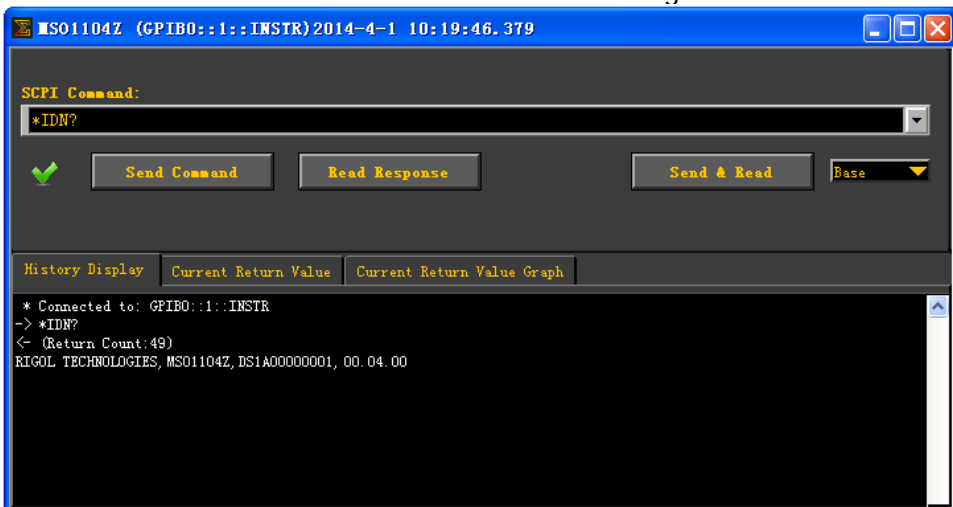 MSO1104Z (GPIB0::1::INSTR)2014-4-1 10:19:46.379
SCPI Command:
*IDN?
Send Command Read Response Send & Read Base
History Display Current Return Value Current Return Value Graph
* Connected to: GPIB0::1::INSTR
-> *IDN?
<- (Return Count:49)
RIGOL TECHNOLOGIES,MSO1104Z,DS1A00000001,00.04.00